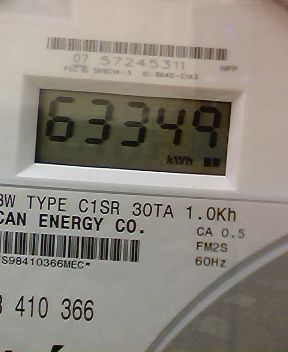 07 57245311
63349
kWh
3W TYPE C1SR 30TA 1.0Kh
CAN ENERGY CO.
CA 0.5
FM2S
60Hz
S98410366MEC*
410 366